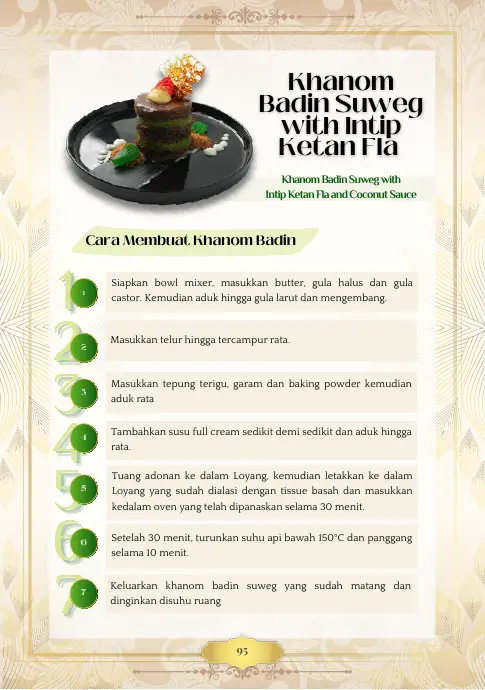 Khanom
Badin Suweg
with Intip
Ketan Fla
Khanom Badin Suweg with
Intip Ketan Fla and Coconut Sauce
Cara Membuat Khanom Badin
1
Siapkan bowl mixer, masukkan butter, gula halus dan gula
castor. Kemudian aduk hingga gula larut dan mengembang.
2
Masukkan telur hingga tercampur rata.
3
Masukkan tepung terigu, garam dan baking powder kemudian
aduk rata
4
Tambahkan susu full cream sedikit demi sedikit dan aduk hingga
rata.
5
Tuang adonan ke dalam Loyang, kemudian letakkan ke dalam
Loyang yang sudah dialasi dengan tissue basah dan masukkan
kedalam oven yang telah dipanaskan selama 30 menit.
6
Setelah 30 menit, turunkan suhu api bawah 150°C dan panggang
selama 10 menit.
7
Keluarkan khanom badin suweg yang sudah matang dan
dinginkan disuhu ruang
95